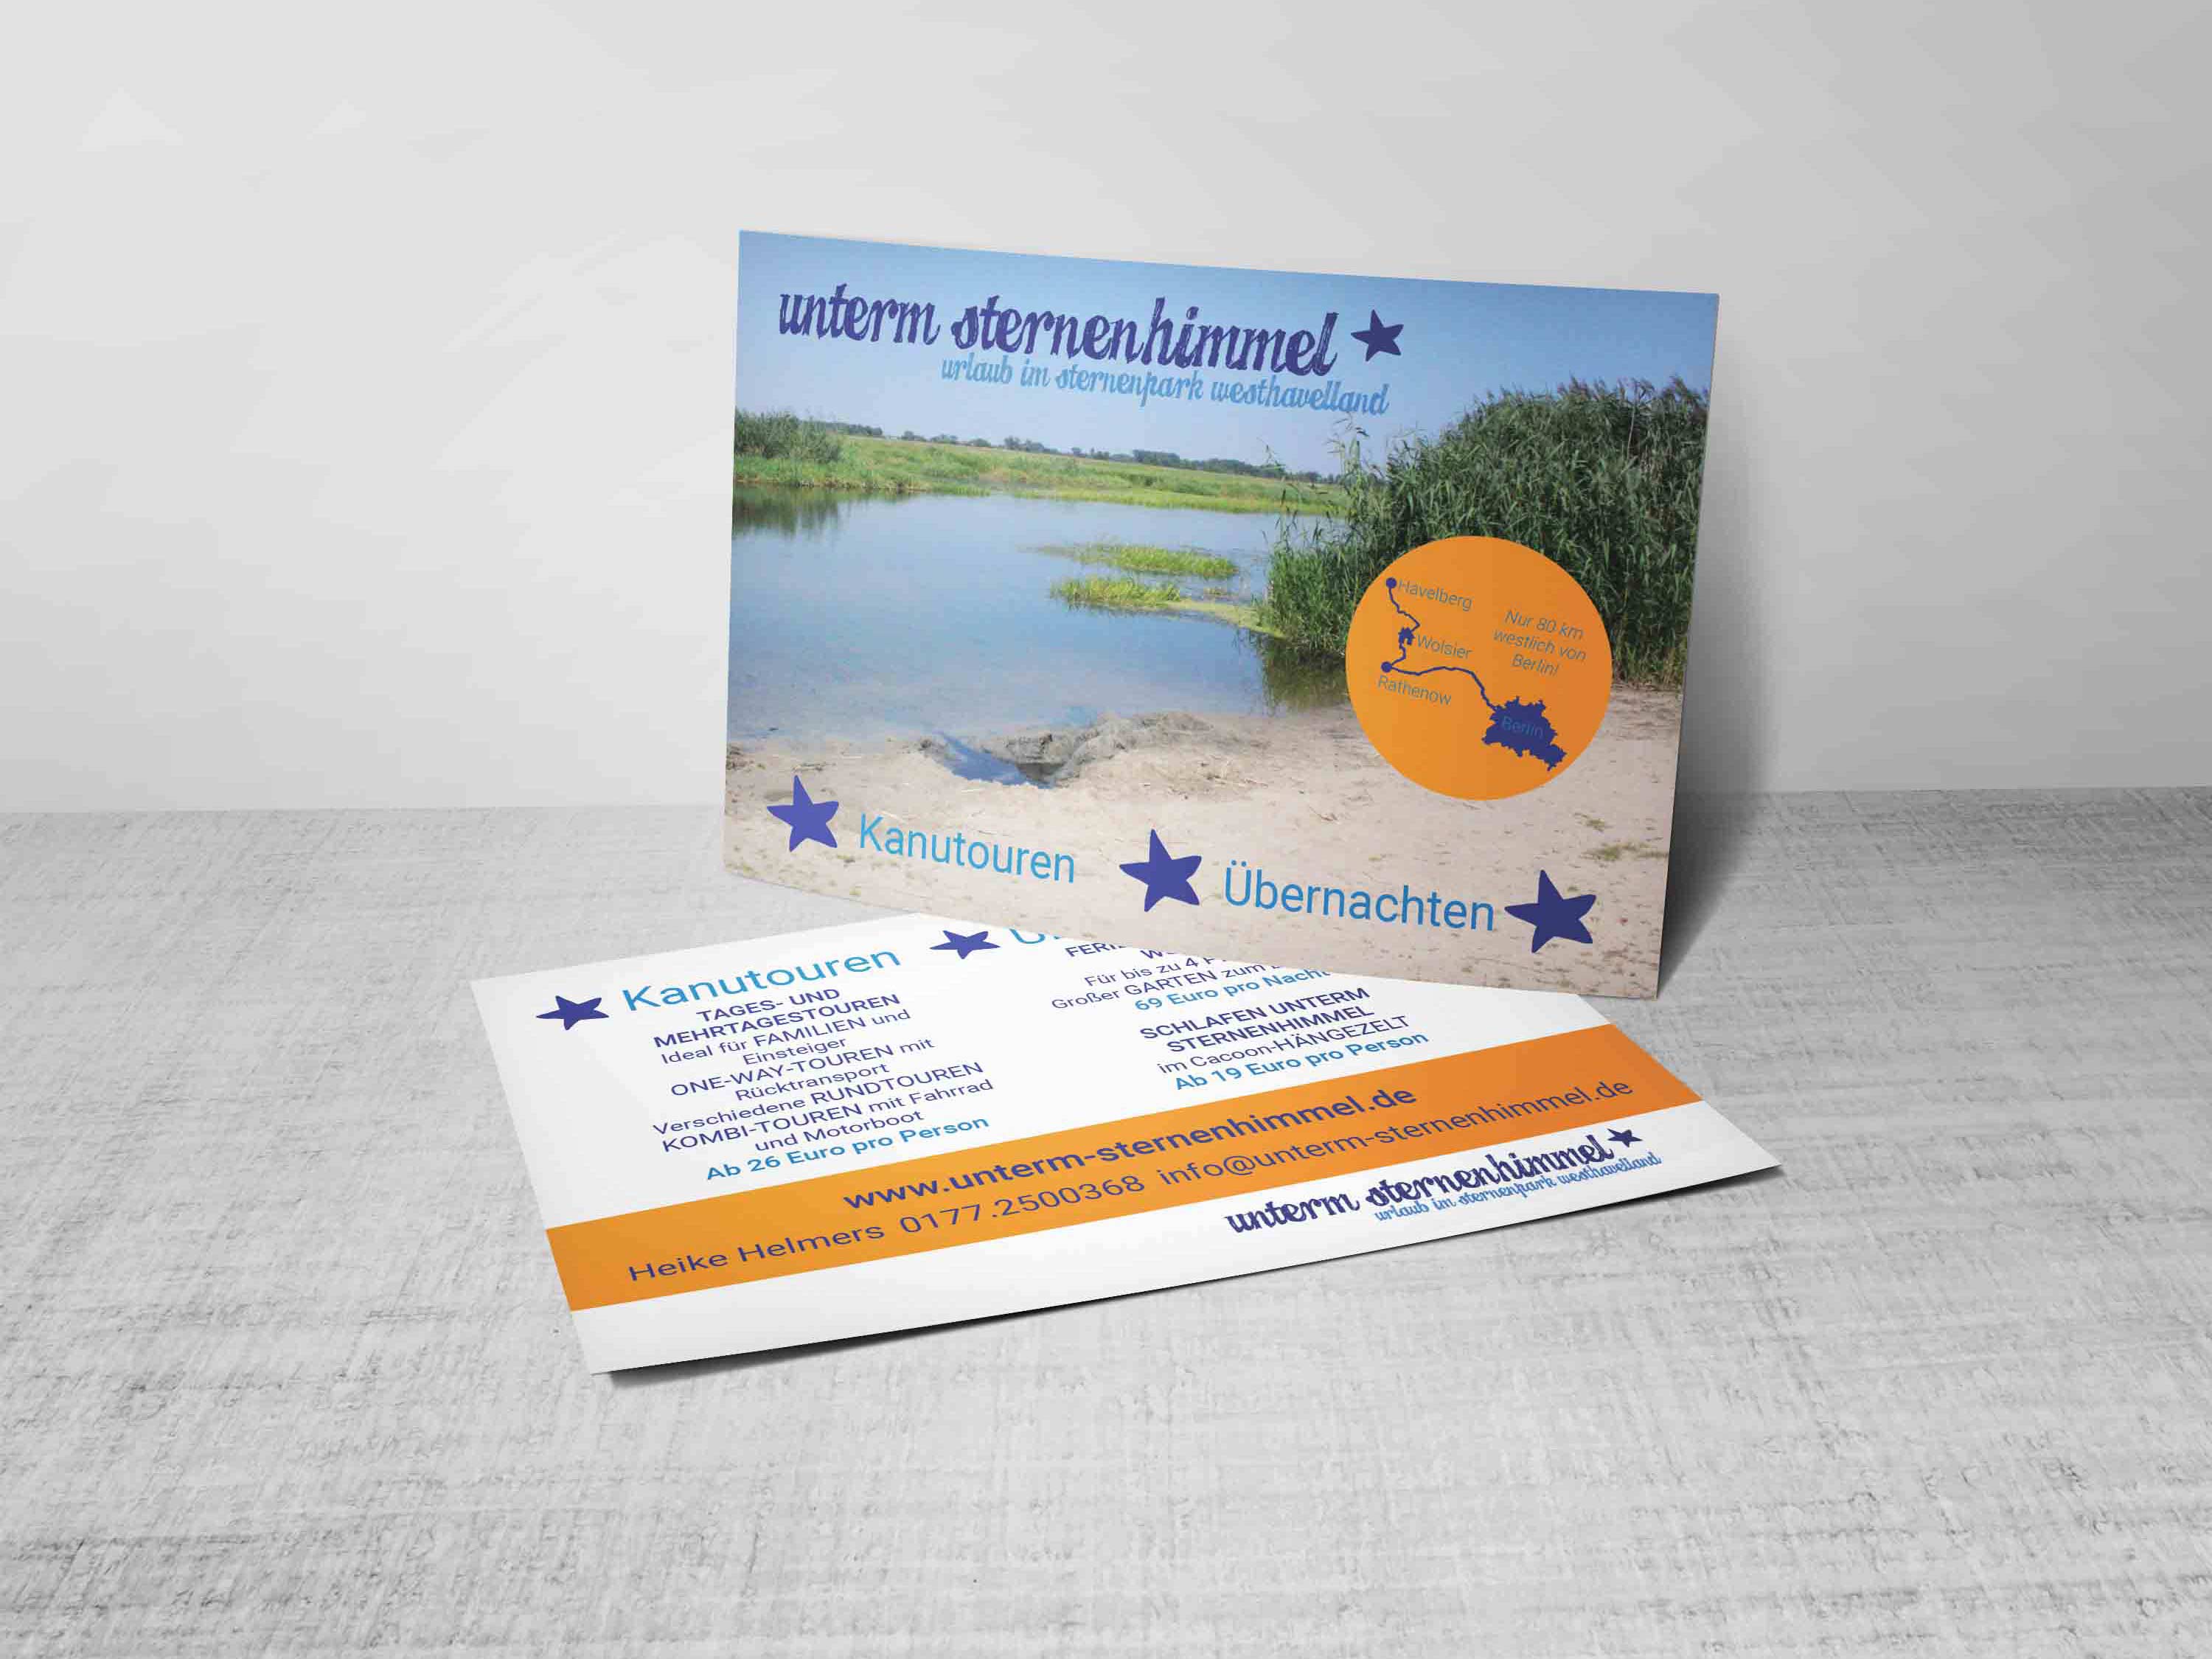 unterm sternenhimmel
urlaub im sternenpark westhavelland
Havelberg
Wolsier
Rathenow
Berlin
Nur 80 km
westlich von
Berlin!
Kanutouren
Übernachten
Kanutouren
TAGES- UND
MEHRTAGESTOUREN
Ideal für FAMILIEN und
Einsteiger
ONE-WAY-TOUREN mit
Rücktransport
Verschiedene RUNDTOUREN
KOMBI-TOUREN mit Fahrrad
und Motorboot
Ab 26 Euro pro Person
Für bis zu 4
Großer GARTEN zum
69 Euro pro Nacht
SCHLAFEN UNTERM
STERNENHIMMEL
im Cacoon-HÄNGEZELT
Ab 19 Euro pro Person
www.unterm-sternenhimmel.de
Heike Helmers 0177.2500368 info@unterm-sternenhimmel.de
unterm sternenhimmel
urlaub im sternenpark westhavelland